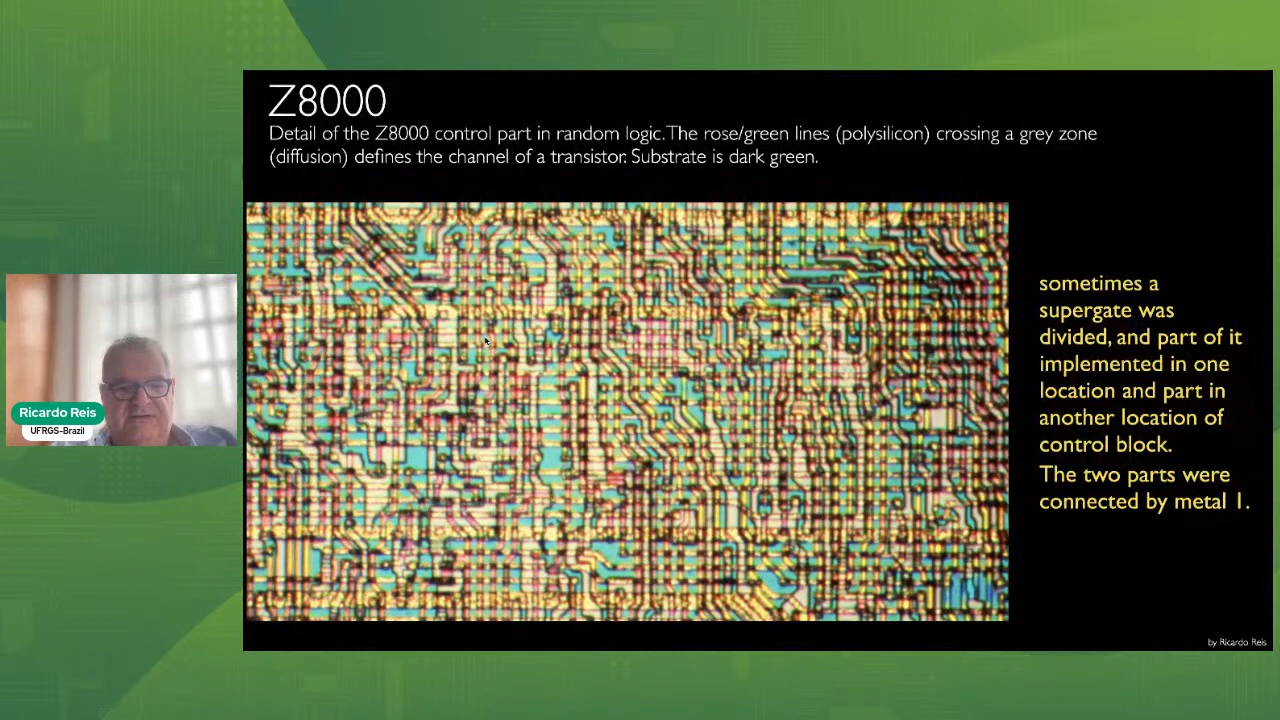 Z8000
Detail of the Z8000 control part in random logic. The rose/green lines (polysilicon) crossing a grey zone
(diffusion) defines the channel of a transistor. Substrate is dark green.
sometimes a
supergate was
divided, and part of it
implemented in one
location and part in
another location of
control block.
The two parts were
connected by metal 1.
Ricardo Reis
UFRGS-Brazil
by Ricardo Reis